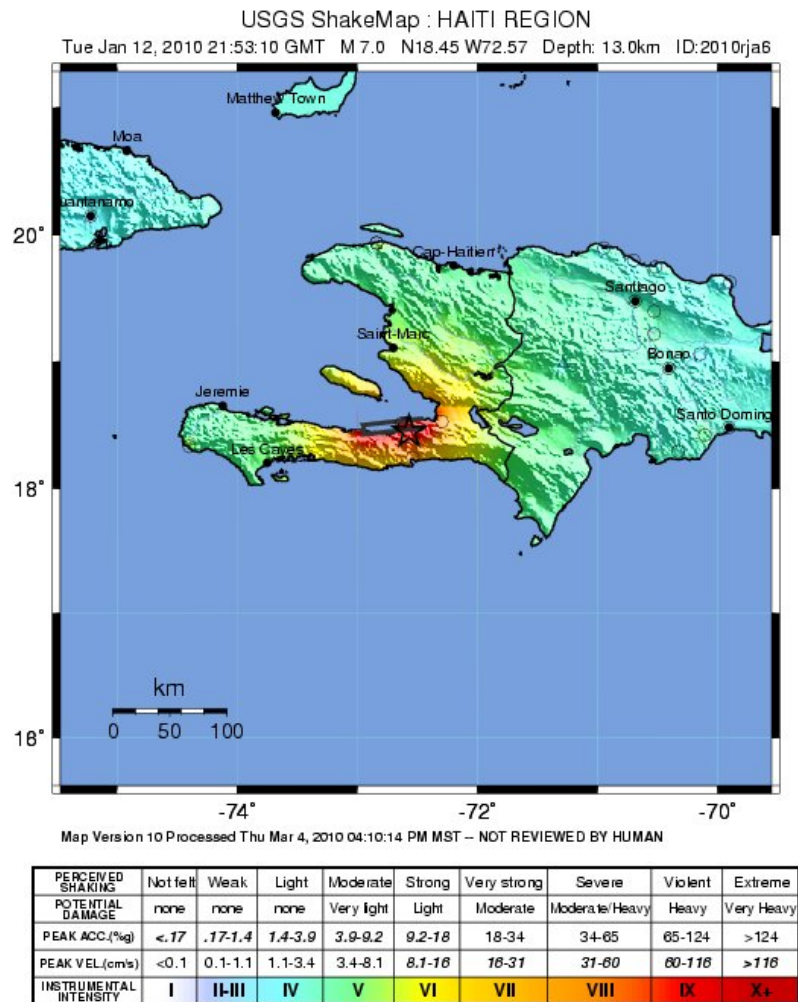 USGS ShakeMap : HAITI REGION
Tue Jan 12, 2010 21:53:10 GMT M 7.0 N18.45 W72.57 Depth: 13.0km ID:2010rja6
Matthew Town
Moa
uantanamo
20°
Cap-Haitien
Santiago
Saint-Marc
Bonao
Jeremie
Santo Doming
Les Cayes
18°
km
0 50 100
16°
-74° -72° -70°
Map Version 10 Processed Thu Mar 4, 2010 04:10:14 PM MST -- NOT REVIEWED BY HUMAN
PERCEIVED SHAKING Not felt Weak Light Moderate Strong Very strong Severe Violent Extreme
POTENTIAL DAMAGE none none none Very light Light Moderate Moderate/Heavy Heavy Very Heavy
PEAK ACC.(%g) <.17 .17-1.4 1.4-3.9 3.9-9.2 9.2-18 18-34 34-65 65-124 >124
PEAK VEL.(cm/s) <0.1 0.1-1.1 1.1-3.4 3.4-8.1 8.1-16 16-31 31-60 60-116 >116
INSTRUMENTAL INTENSITY I II-III IV V VI VII VIII IX X+